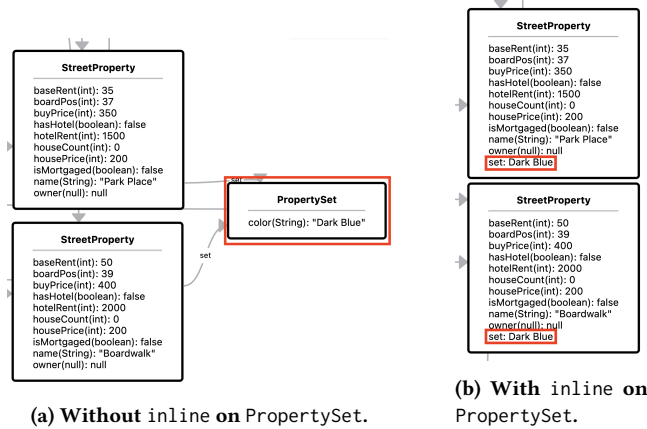 StreetProperty
baseRent(int): 35
boardPos(int): 37
buyPrice(int): 350
hasHotel(boolean): false
hotelRent(int): 1500
houseCount(int): 0
housePrice(int): 200
isMortgaged(boolean): false
name(String): "Park Place"
owner(null): null
set
PropertySet
color(String): "Dark Blue"
set
StreetProperty
baseRent(int): 50
boardPos(int): 39
buyPrice(int): 400
hasHotel(boolean): false
hotelRent(int): 2000
houseCount(int): 0
housePrice(int): 200
isMortgaged(boolean): false
name(String): "Boardwalk"
owner(null): null
(a) Without inline on PropertySet.
StreetProperty
baseRent(int): 35
boardPos(int): 37
buyPrice(int): 350
hasHotel(boolean): false
hotelRent(int): 1500
houseCount(int): 0
housePrice(int): 200
isMortgaged(boolean): false
name(String): "Park Place"
owner(null): null
set: Dark Blue
StreetProperty
baseRent(int): 50
boardPos(int): 39
buyPrice(int): 400
hasHotel(boolean): false
hotelRent(int): 2000
houseCount(int): 0
housePrice(int): 200
isMortgaged(boolean): false
name(String): "Boardwalk"
owner(null): null
set: Dark Blue
(b) With inline on
PropertySet.